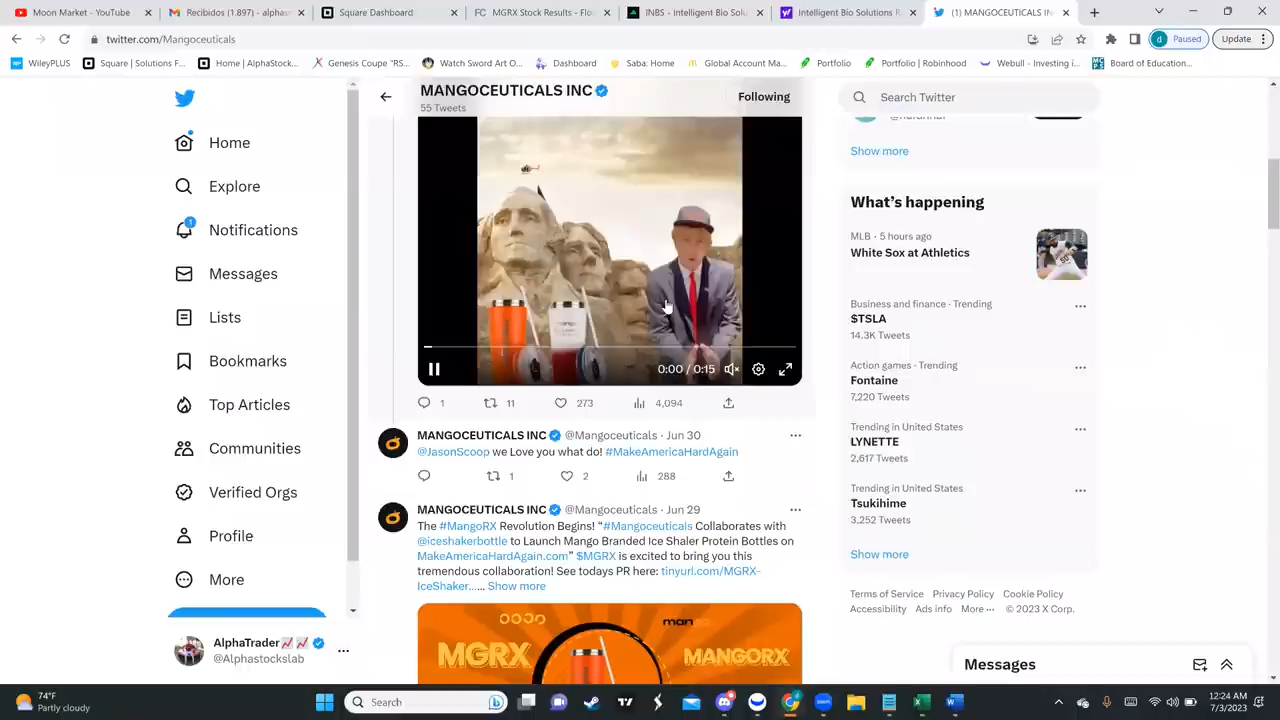 Moon Market - YouTube
Recibidos (1.897) - alphas
Square Dashboard
MGRX Stock Results - Flo
INBS - Intelligent Bio Solu
Intelligent Bio Solutions
(1) MANGOCEUTICALS IN
twitter.com/Mangoceuticals
d Paused
Update
WileyPLUS
Square | Solutions F...
Home | AlphaStock...
Genesis Coupe "RS...
Watch Sword Art O...
Dashboard
Saba: Home
Global Account Ma...
Portfolio
Portfolio | Robinhood
Webull - Investing i...
Board of Education...
Home
Explore
1
Notifications
Messages
Lists
Bookmarks
Top Articles
Communities
Verified Orgs
Profile
More
AlphaTrader
@Alphastockslab
MANGOCEUTICALS INC
55 Tweets
Following
0:00 / 0:15
1 11 273 4,094
MANGOCEUTICALS INC @Mangoceuticals · Jun 30
@JasonScoop we Love you what do! #MakeAmericaHardAgain
1 2 288
MANGOCEUTICALS INC @Mangoceuticals · Jun 29
The #MangoRX Revolution Begins! “#Mangoceuticals Collaborates with
@iceshakerbottle to Launch Mango Branded Ice Shaler Protein Bottles on
MakeAmericaHardAgain.com” $MGRX is excited to bring you this
tremendous collaboration! See todays PR here: tinyurl.com/MGRX-
IceShaker...... Show more
MGRX
MANGORX
Search Twitter
Show more
What’s happening
MLB · 5 hours ago
White Sox at Athletics
Business and finance · Trending
$TSLA
14.3K Tweets
Action games · Trending
Fontaine
7,220 Tweets
Trending in United States
LYNETTE
2,617 Tweets
Trending in United States
Tsukihime
3,252 Tweets
Show more
Terms of Service Privacy Policy Cookie Policy
Accessibility Ads info More ··· © 2023 X Corp.
Messages
74°F
Partly cloudy
Search
12:24 AM
7/3/2023